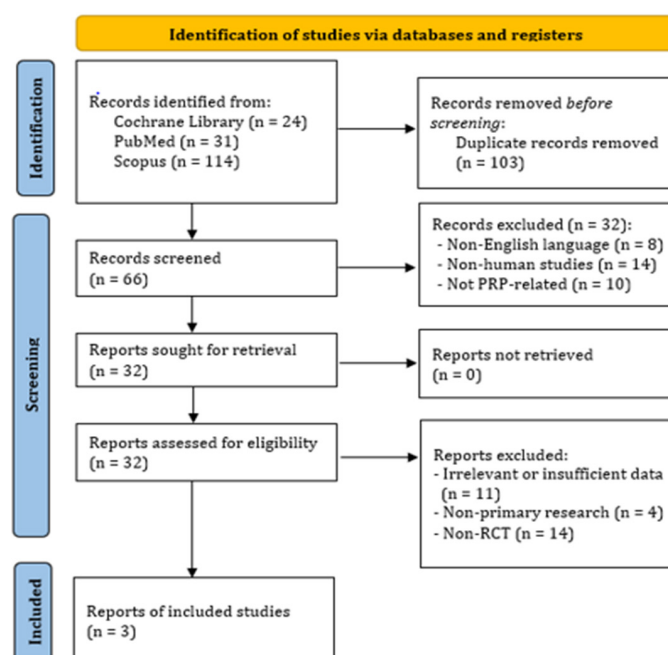 Identification of studies via databases and registers
Identification
Records identified from:
Cochrane Library (n = 24)
PubMed (n = 31)
Scopus (n = 114)
Records removed before
screening:
Duplicate records removed
(n = 103)
Screening
Records screened
(n = 66)
Records excluded (n = 32):
- Non-English language (n = 8)
- Non-human studies (n = 14)
- Not PRP-related (n = 10)
Reports sought for retrieval
(n = 32)
Reports not retrieved
(n = 0)
Reports assessed for eligibility
(n = 32)
Reports excluded:
- Irrelevant or insufficient data
(n = 11)
- Non-primary research (n = 4)
- Non-RCT (n = 14)
Included
Reports of included studies
(n = 3)